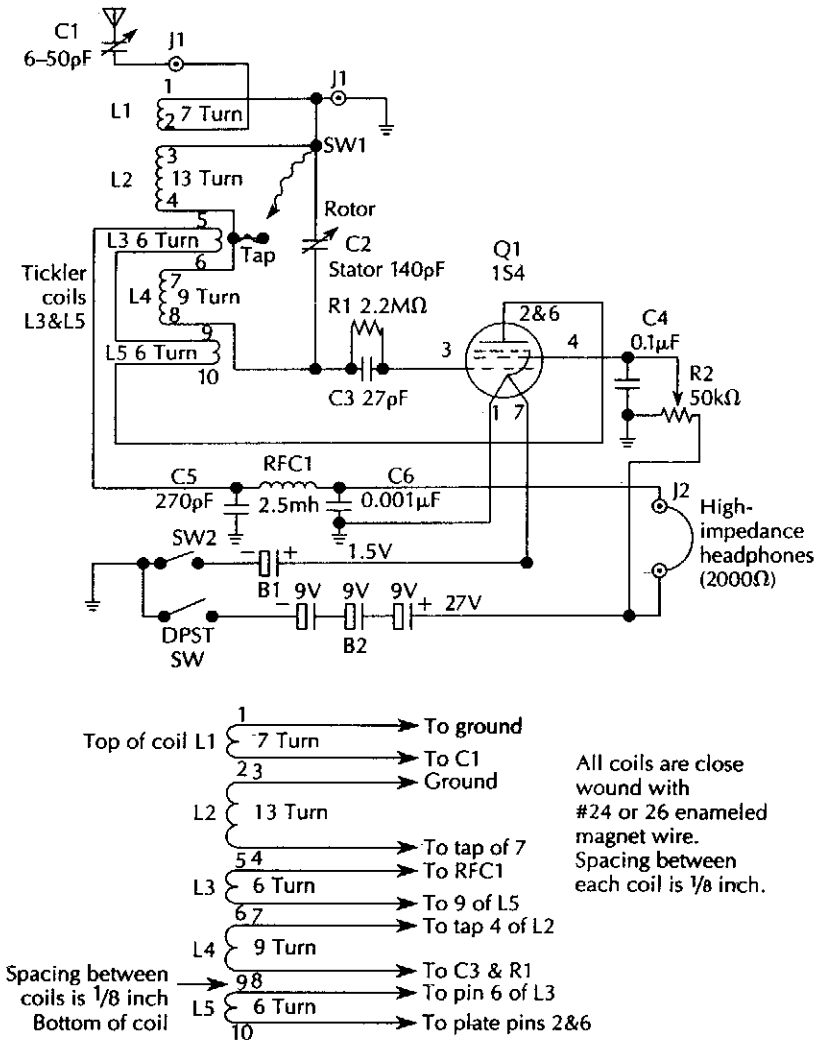 C1
6–50pF
J1
1
L1
2
7 Turn
J1
SW1
3
L2
13 Turn
4
5
L3 6 Turn
Tap
Rotor
C2
Stator 140pF
Tickler
coils
L3&L5
6
7
L4
9 Turn
8
9
L5 6 Turn
10
R1 2.2MΩ
C3 27pF
Q1
1S4
2&6
3
4
1 7
C4
0.1µF
R2
50kΩ
C5
270pF
RFC1
2.5mh
C6
0.001µF
J2
High-
impedance
headphones
(2000Ω)
SW2
– + 1.5V
B1
9V 9V 9V
– + 27V
B2
DPST
SW
1
Top of coil L1
7 Turn
To ground
To C1
2 3
Ground
L2
13 Turn
To tap of 7
5 4
To RFC1
L3
6 Turn
To 9 of L5
6 7
To tap 4 of L2
L4
9 Turn
To C3 & R1
9 8
To pin 6 of L3
L5
6 Turn
10
To plate pins 2&6
Spacing between
coils is 1/8 inch
Bottom of coil
All coils are close
wound with
#24 or 26 enameled
magnet wire.
Spacing between
each coil is 1/8 inch.